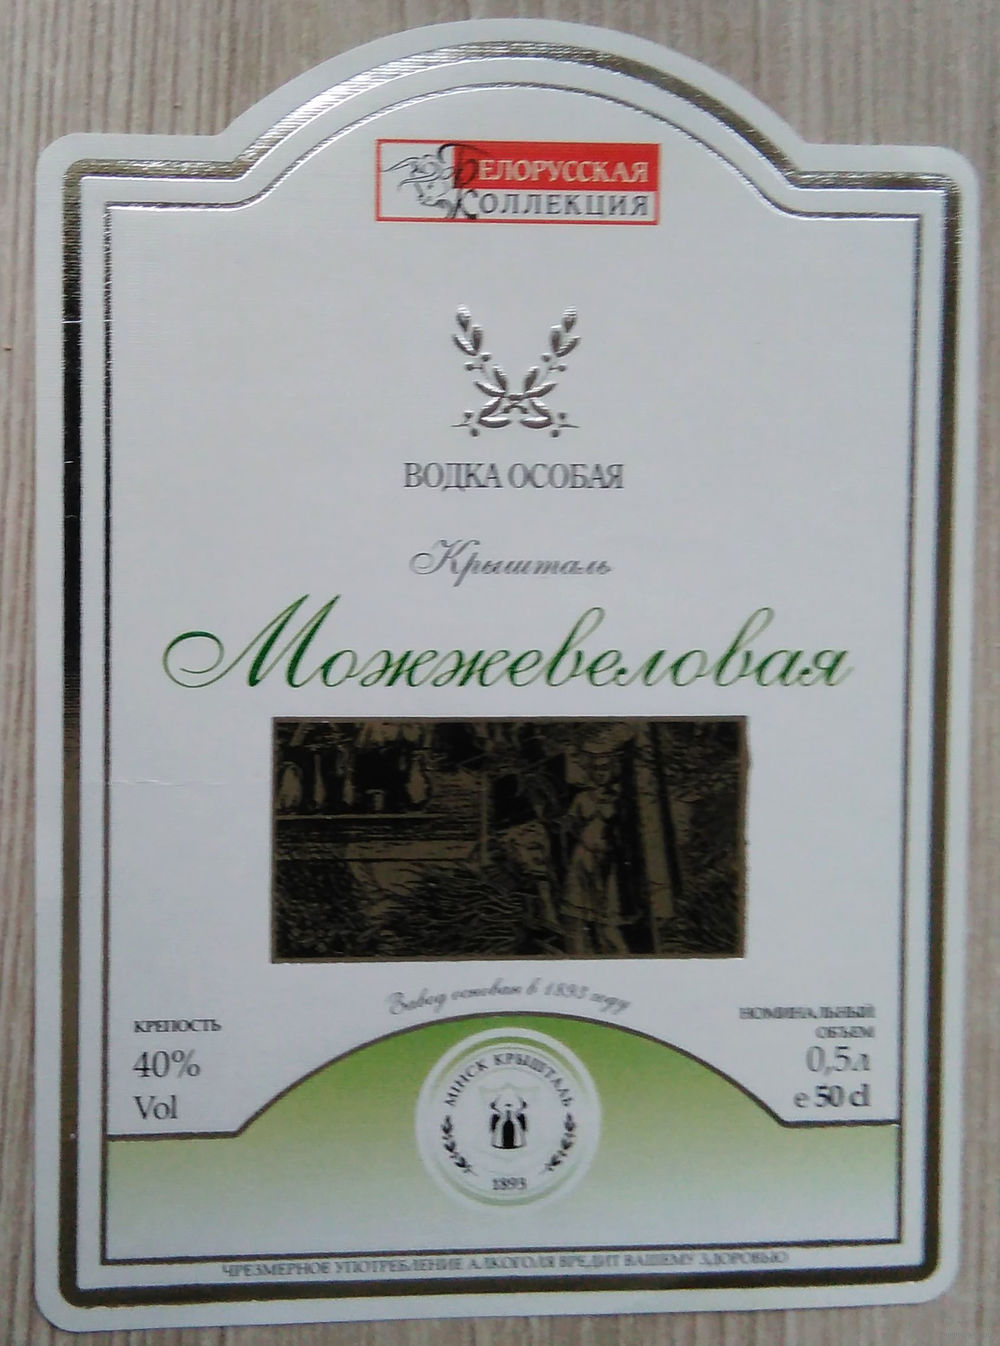 БЕЛОРУССКАЯ
КОЛЛЕКЦИЯ
ВОДКА ОСОБАЯ
Крышталь
Можжевеловая
Завод основан в 1893 году
КРЕПОСТЬ
40%
Vol
НОМИНАЛЬНЫЙ
ОБЪЕМ
0,5л
e 50 cl
МІНСК КРЫШТАЛЬ
1893
ЧРЕЗМЕРНОЕ УПОТРЕБЛЕНИЕ АЛКОГОЛЯ ВРЕДИТ ВАШЕМУ ЗДОРОВЬЮ